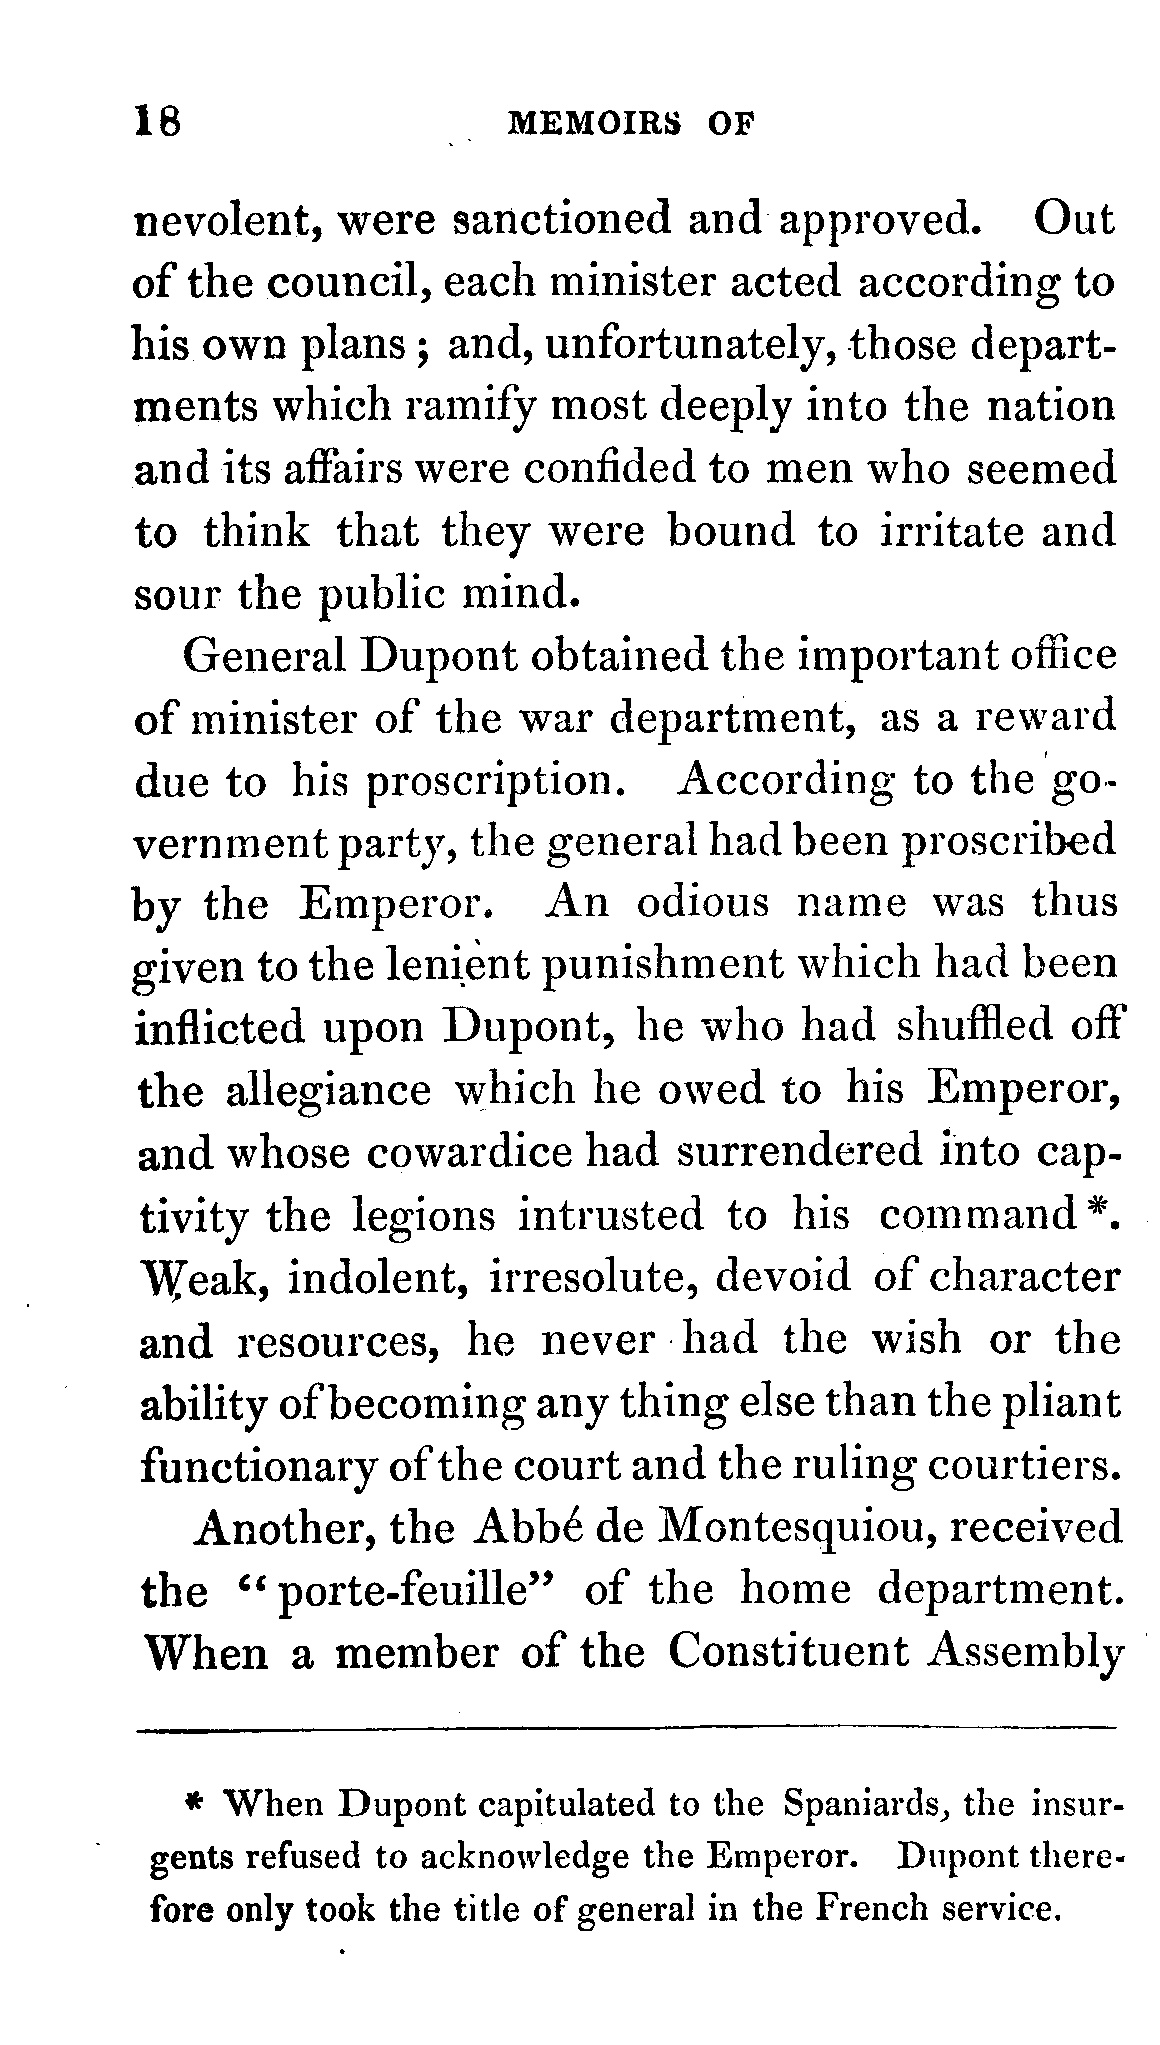 18 MEMOIRS OF
nevolent, were sanctioned and approved. Out
of the council, each minister acted according to
his own plans ; and, unfortunately, those depart-
ments which ramify most deeply into the nation
and its affairs were confided to men who seemed
to think that they were bound to irritate and
sour the public mind.
General Dupont obtained the important office
of minister of the war department, as a reward
due to his proscription. According to the go-
vernment party, the general had been proscribed
by the Emperor. An odious name was thus
given to the lenient punishment which had been
inflicted upon Dupont, he who had shuffled off
the allegiance which he owed to his Emperor,
and whose cowardice had surrendered into cap-
tivity the legions intrusted to his command *.
Weak, indolent, irresolute, devoid of character
and resources, he never had the wish or the
ability of becoming any thing else than the pliant
functionary of the court and the ruling courtiers.
Another, the Abbé de Montesquiou, received
the “ porte-feuille” of the home department.
When a member of the Constituent Assembly
* When Dupont capitulated to the Spaniards, the insur-
gents refused to acknowledge the Emperor. Dupont there-
fore only took the title of general in the French service.